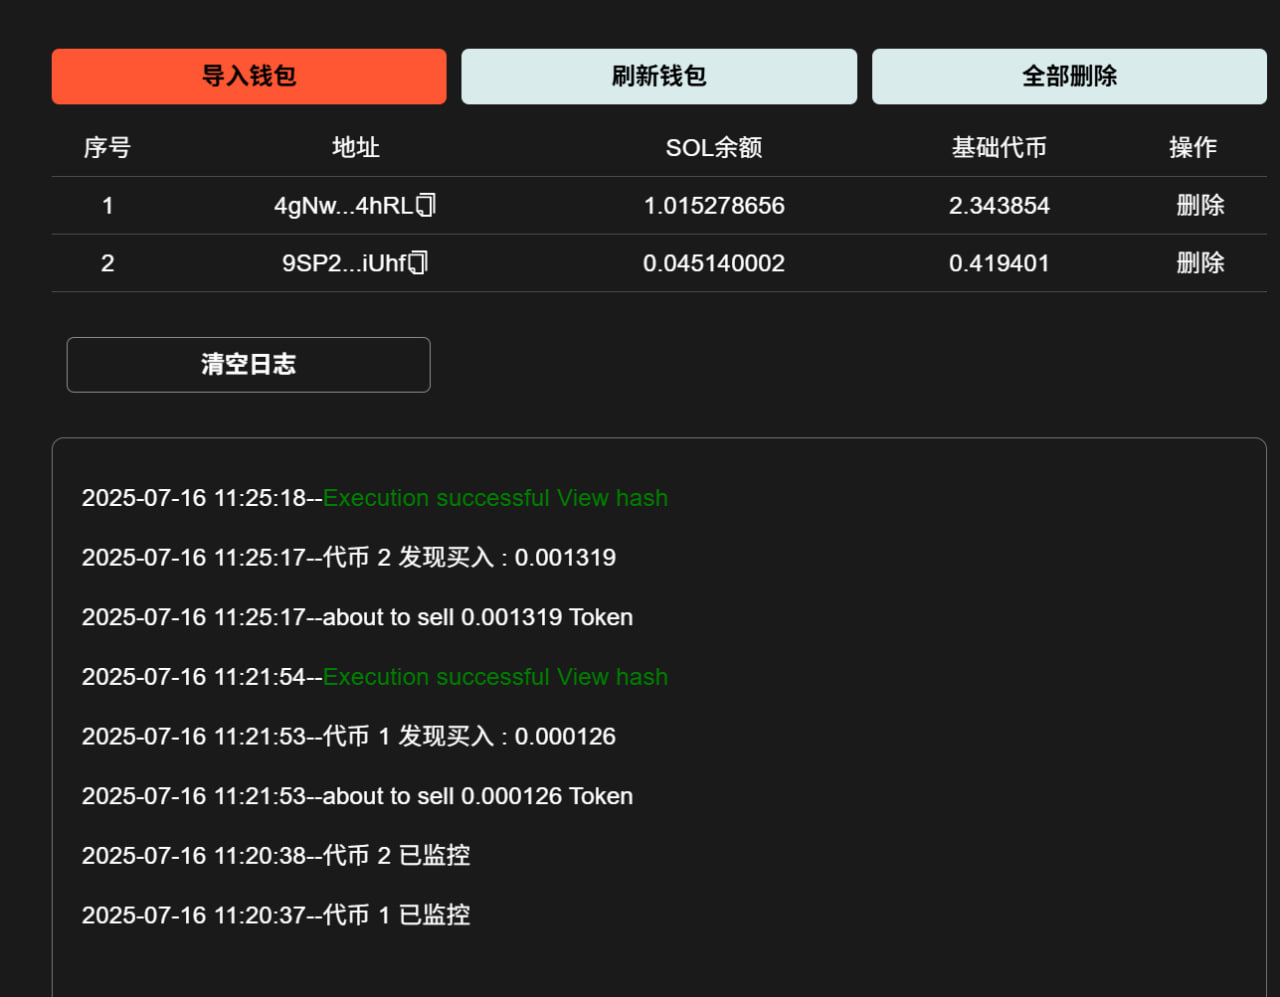 导入钱包 刷新钱包 全部删除
序号 地址 SOL余额 基础代币 操作
1 4gNw...4hRL 1.015278656 2.343854 删除
2 9SP2...iUhf 0.045140002 0.419401 删除
清空日志
2025-07-16 11:25:18--Execution successful View hash
2025-07-16 11:25:17--代币 2 发现买入 : 0.001319
2025-07-16 11:25:17--about to sell 0.001319 Token
2025-07-16 11:21:54--Execution successful View hash
2025-07-16 11:21:53--代币 1 发现买入 : 0.000126
2025-07-16 11:21:53--about to sell 0.000126 Token
2025-07-16 11:20:38--代币 2 已监控
2025-07-16 11:20:37--代币 1 已监控